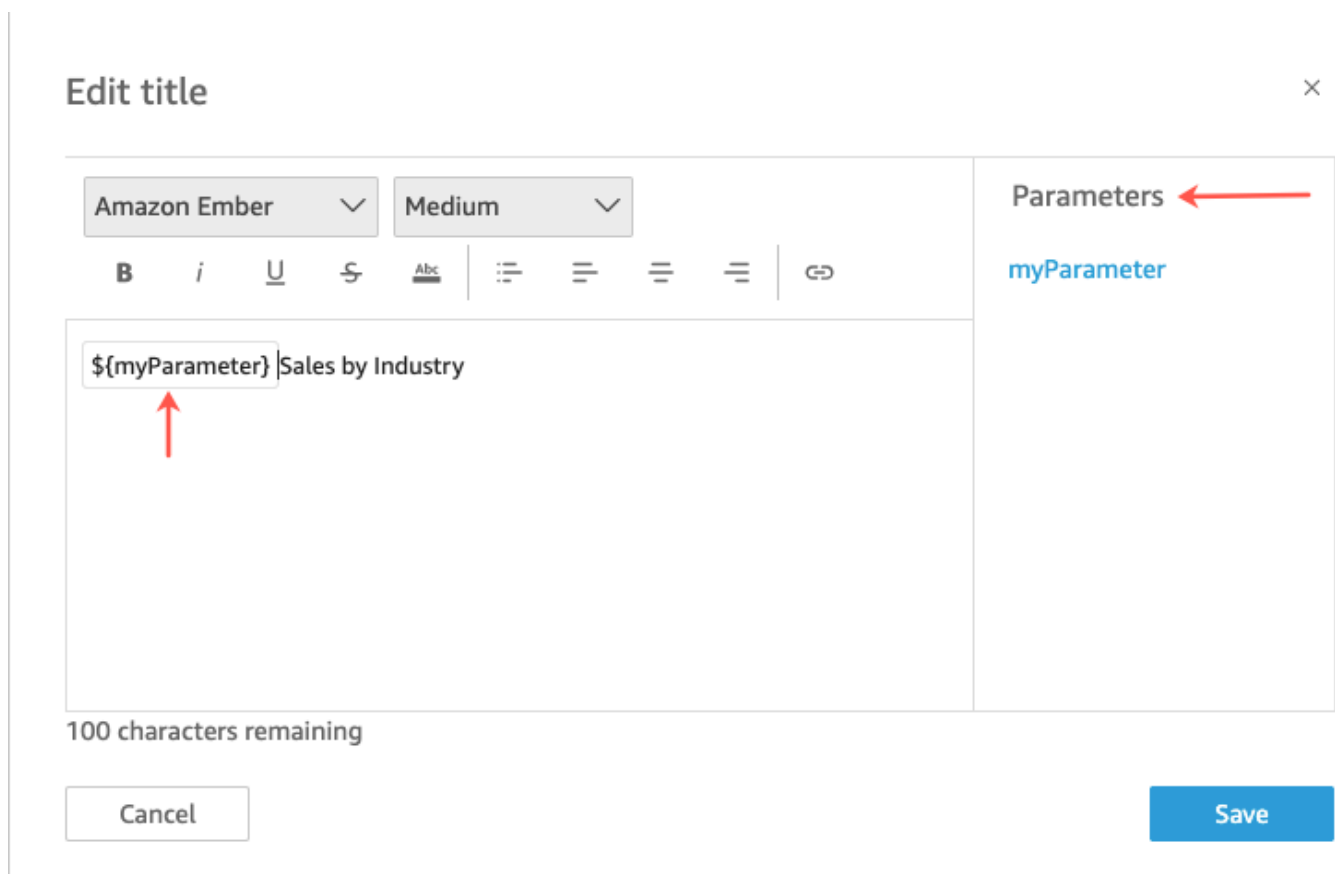 Edit title
Amazon Ember
Medium
Parameters
B i U S Abc
myParameter
${myParameter} Sales by Industry
100 characters remaining
Cancel
Save